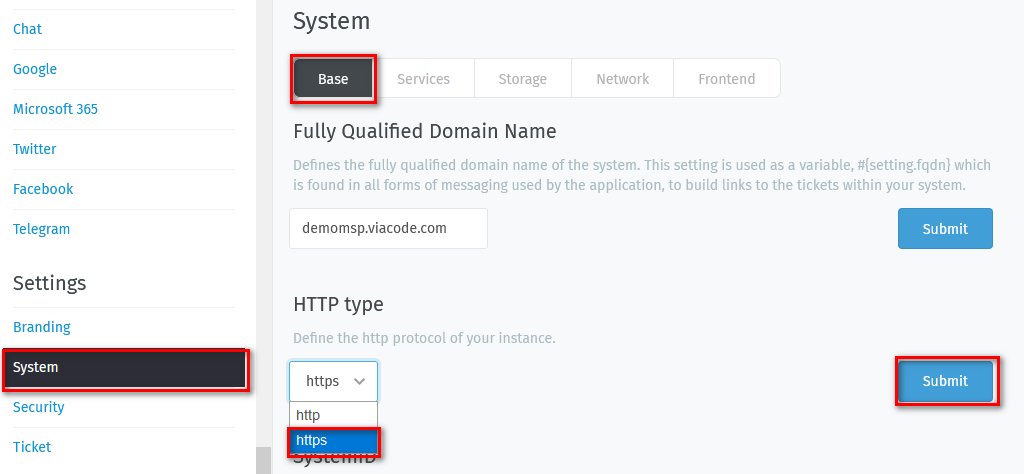 Chat
Google
Microsoft 365
Twitter
Facebook
Telegram
Settings
Branding
System
Security
Ticket
System
Base
Services
Storage
Network
Frontend
Fully Qualified Domain Name
Defines the fully qualified domain name of the system. This setting is used as a variable, #{setting.fqdn} which
is found in all forms of messaging used by the application, to build links to the tickets within your system.
demomsp.viacode.com
Submit
HTTP type
Define the http protocol of your instance.
https
Submit
http
https
SystemID